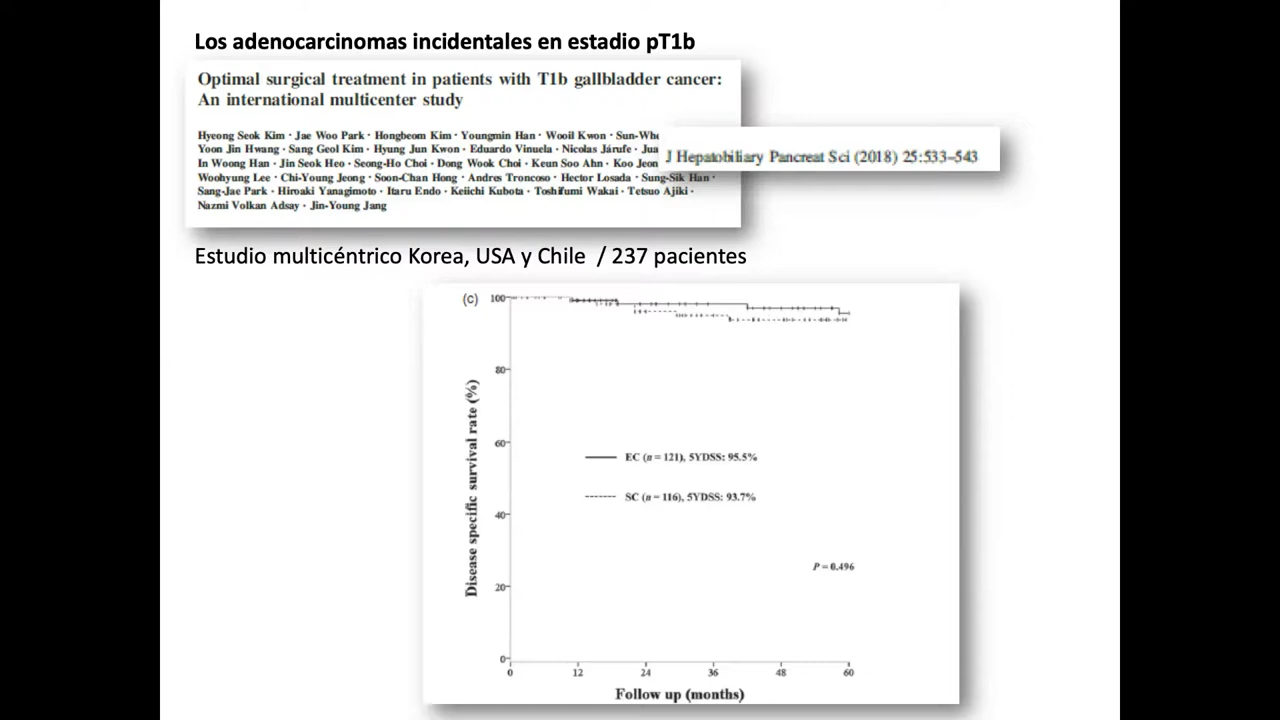 Los adenocarcinomas incidentales en estadio pT1b
Optimal surgical treatment in patients with T1b gallbladder cancer:
An international multicenter study
Hyeong Seok Kim · Jae Woo Park · Hongbeom Kim · Youngmin Han · Wooil Kwon · Sun-Whe
Yoon Jin Hwang · Sang Geol Kim · Hyung Jun Kwon · Eduardo Vinuela · Nicolas Járufe · Jua
In Woong Han · Jin Seok Heo · Seong-Ho Choi · Dong Wook Choi · Keun Soo Ahn · Koo Jeon
Woohyung Lee · Chi-Young Jeong · Soon-Chan Hong · Andres Troncoso · Hector Losada · Sung-Sik Han ·
Sang-Jae Park · Hiroaki Yanagimoto · Itaru Endo · Keiichi Kubota · Toshifumi Wakai · Tetsuo Ajiki ·
Nazmi Volkan Adsay · Jin-Young Jang
J Hepatobiliary Pancreat Sci (2018) 25:533–543
Estudio multicéntrico Korea, USA y Chile / 237 pacientes
(c)
100
80
60
40
20
0
Disease specific survival rate (%)
EC (n = 121), 5YDSS: 95.5%
SC (n = 116), 5YDSS: 93.7%
P = 0.496
0 12 24 36 48 60
Follow up (months)